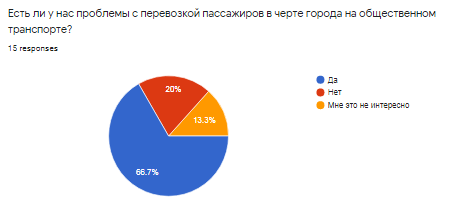 Есть ли у нас проблемы с перевозкой пассажиров в черте города на общественном
транспорте?
15 responses
Да
Нет
Мне это не интересно
20%
13.3%
66.7%